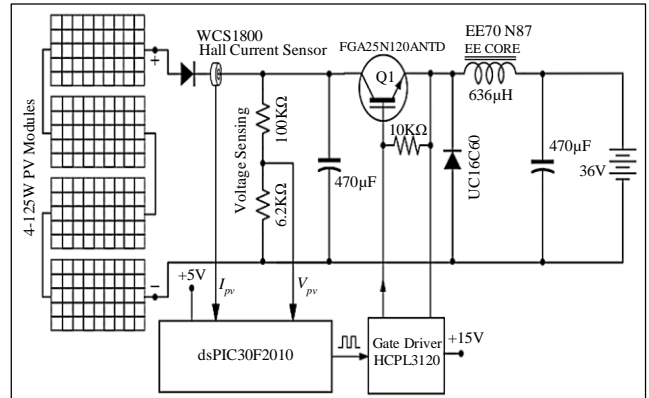 WCS1800
Hall Current Sensor
FGA25N120ANTD
EE70 N87
EE CORE
Q1
636µH
4-125W PV Modules
+
Voltage Sensing
100KΩ
10KΩ
6.2KΩ
470µF
UC16C60
470µF
36V
−
+5V
Ipv
Vpv
dsPIC30F2010
Gate Driver
HCPL3120
+15V